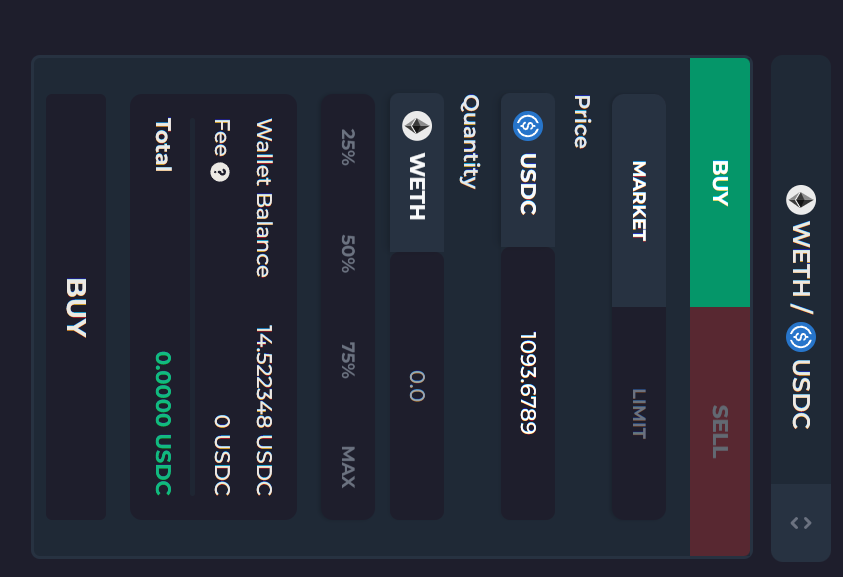 WETH / USDC
BUY SELL
MARKET LIMIT
Price
USDC 1093.6789
Quantity
WETH 0.0
25% 50% 75% MAX
Wallet Balance 14.522348 USDC
Fee ? 0 USDC
Total 0.00000 USDC
BUY